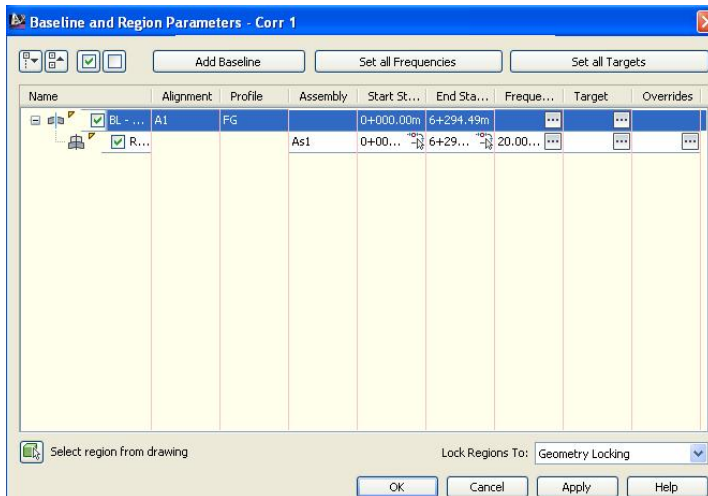 Baseline and Region Parameters - Corr 1
Add Baseline Set all Frequencies Set all Targets
Name Alignment Profile Assembly Start St... End Sta... Freque... Target Overrides
BL - ... A1 FG 0+000.00m 6+294.49m ... ...
R... As1 0+00... 6+29... 20.00... ... ... ...
Select region from drawing Lock Regions To: Geometry Locking
OK Cancel Apply Help